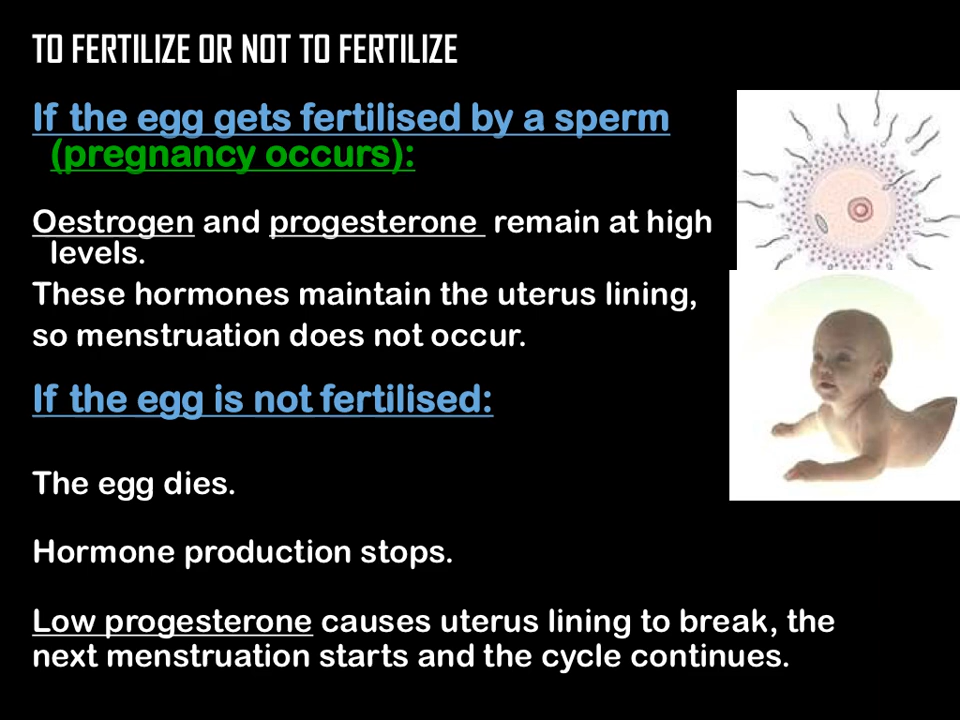 TO FERTILIZE OR NOT TO FERTILIZE
If the egg gets fertilised by a sperm
(pregnancy occurs):
Oestrogen and progesterone remain at high
levels.
These hormones maintain the uterus lining,
so menstruation does not occur.
If the egg is not fertilised:
The egg dies.
Hormone production stops.
Low progesterone causes uterus lining to break, the
next menstruation starts and the cycle continues.